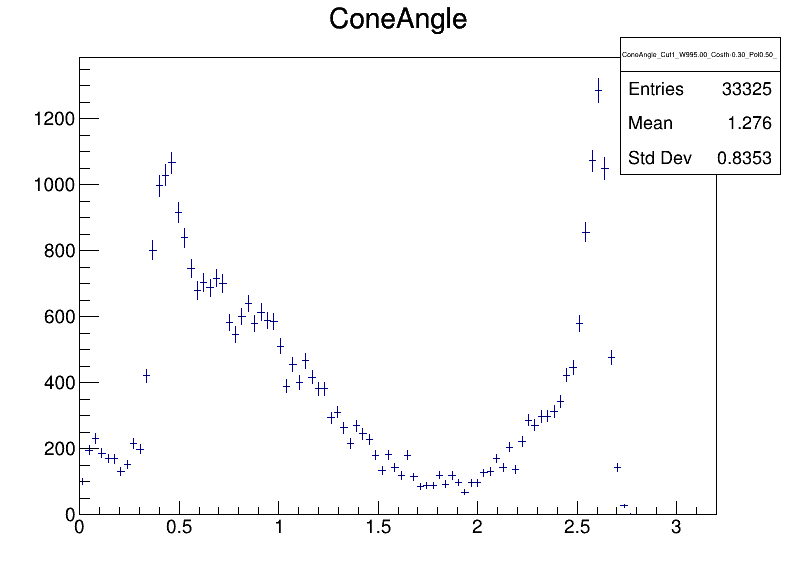 ConeAngle
ConeAngle_Cut1_W995.00_Costh-0.30_Pol0.50_
Entries 33325
Mean 1.276
Std Dev 0.8353
1200
1000
800
600
400
200
0
0 0.5 1 1.5 2 2.5 3